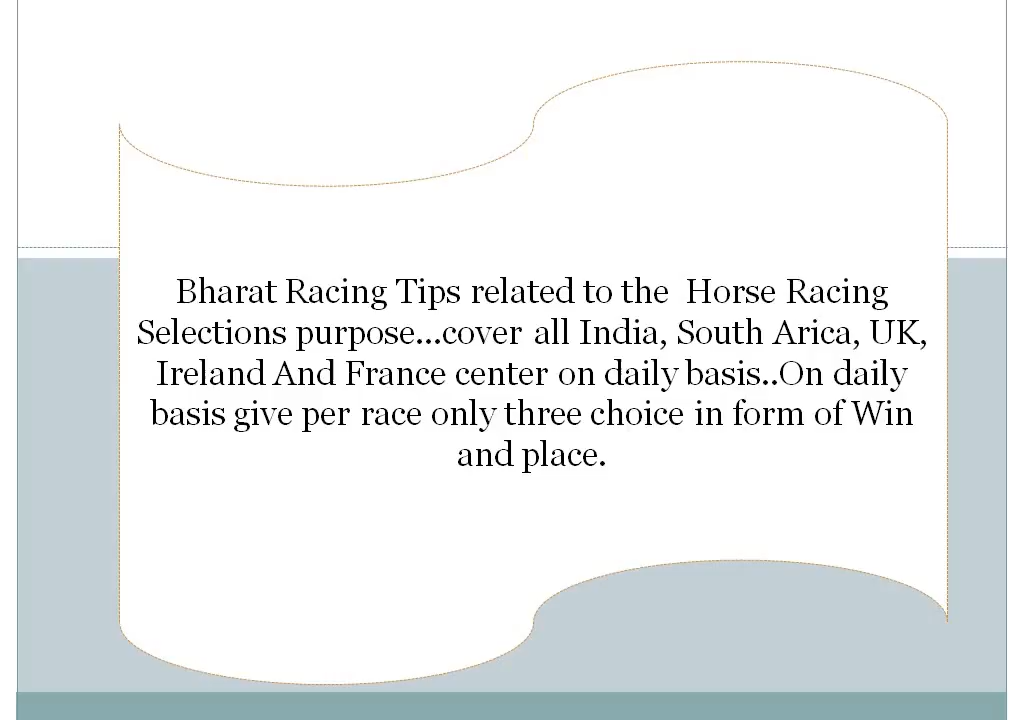 Bharat Racing Tips related to the  Horse Racing
Selections purpose...cover all India, South Arica, UK,
Ireland And France center on daily basis..On daily
basis give per race only three choice in form of Win
and place.